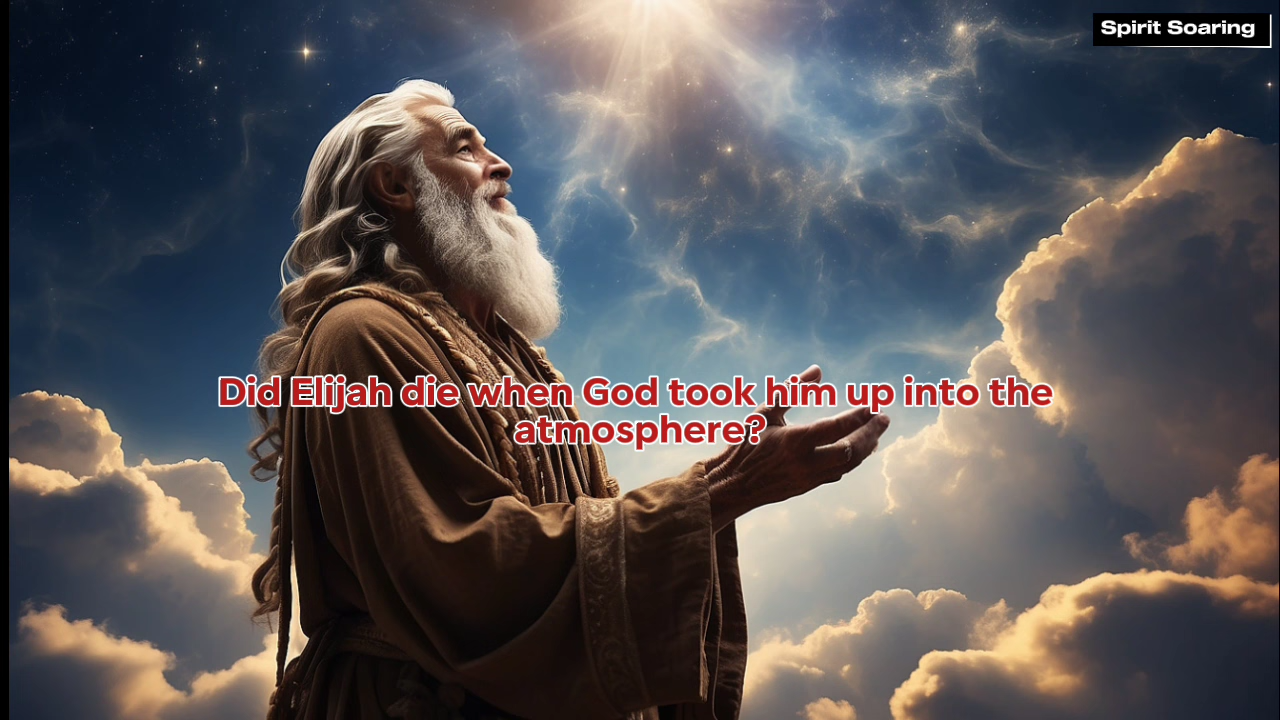 Spirit Soaring
Did Elijah die when God took him up into the
atmosphere?